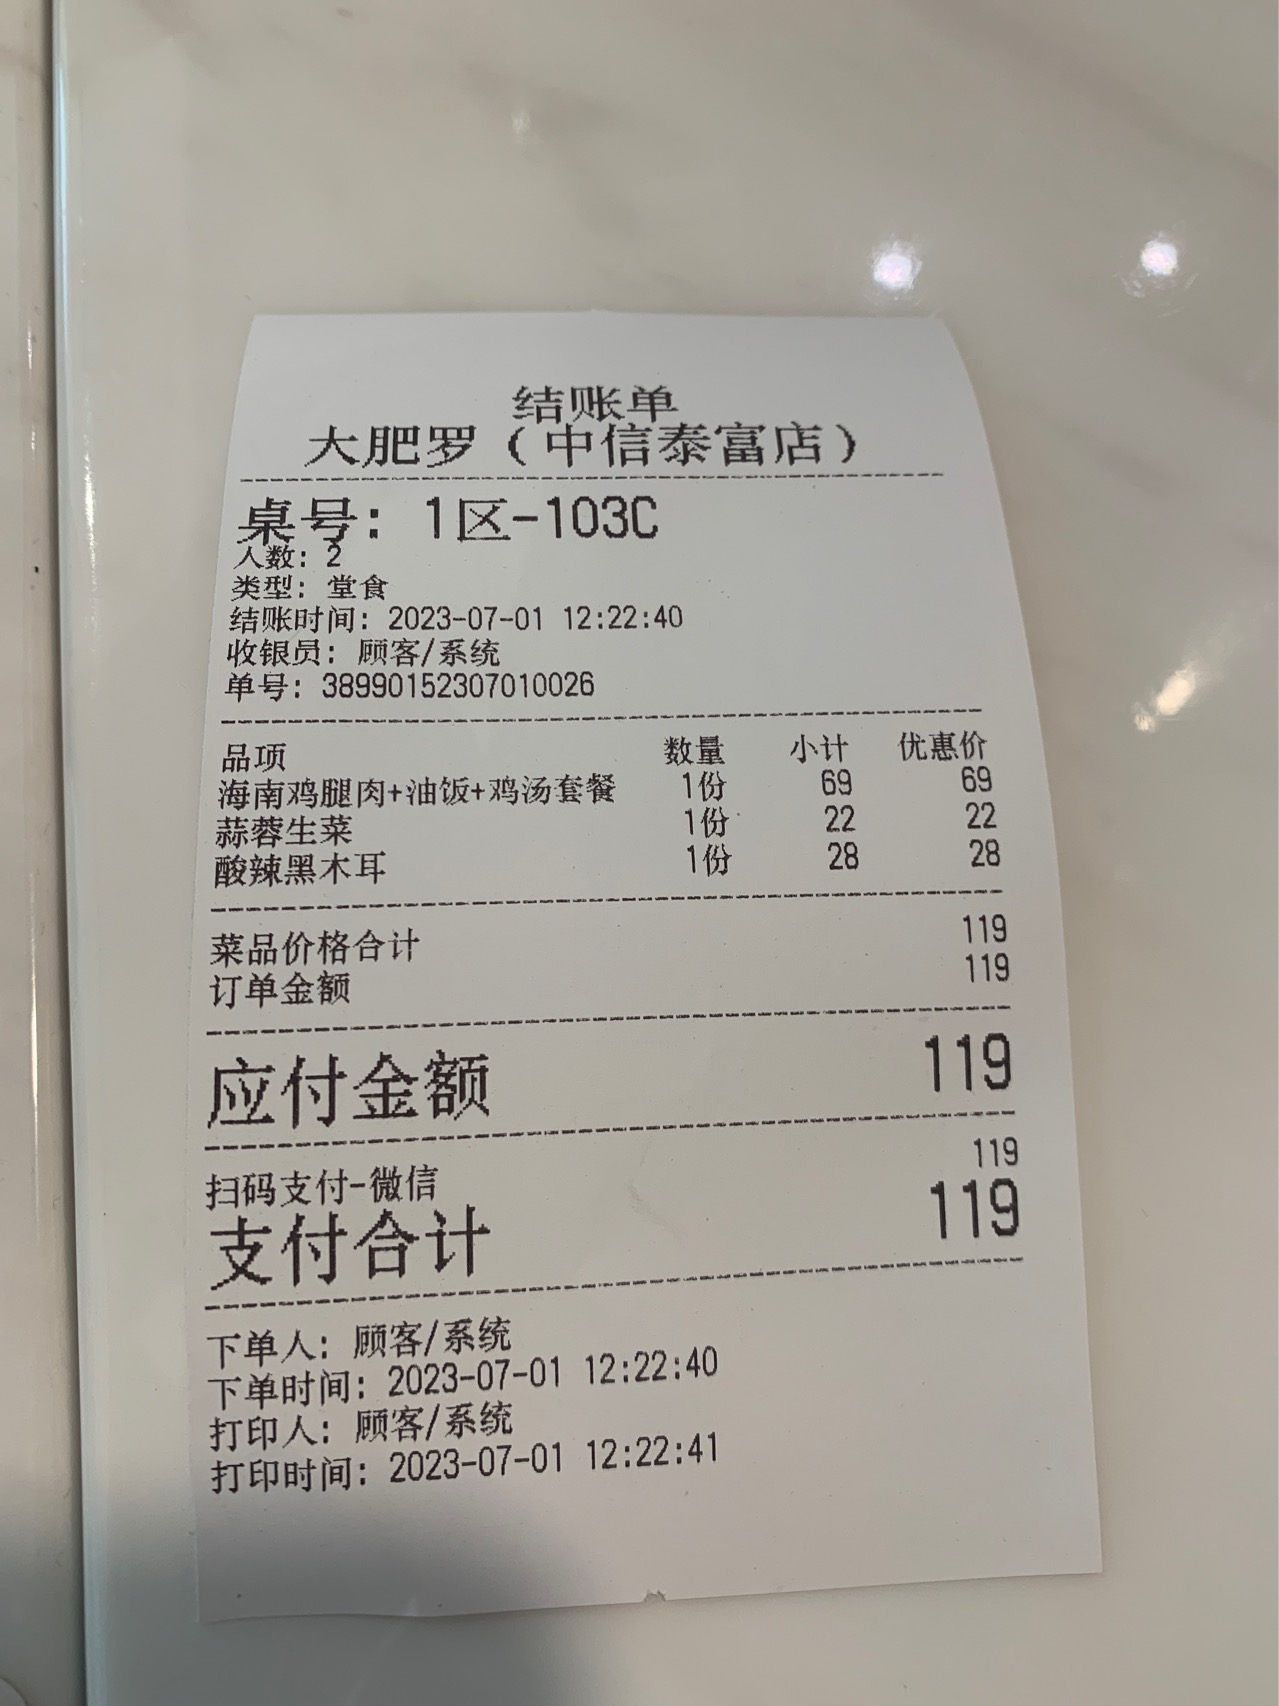 结账单
大肥罗（中信泰富店）
桌号: 1区-103C
人数: 2
类型: 堂食
结账时间: 2023-07-01 12:22:40
收银员: 顾客/系统
单号: 38990152307010026
品项 数量 小计 优惠价
海南鸡腿肉+油饭+鸡汤套餐 1份 69 69
蒜蓉生菜 1份 22 22
酸辣黑木耳 1份 28 28
菜品价格合计 119
订单金额 119
应付金额 119
扫码支付-微信 119
支付合计 119
下单人: 顾客/系统
下单时间: 2023-07-01 12:22:40
打印人: 顾客/系统
打印时间: 2023-07-01 12:22:41